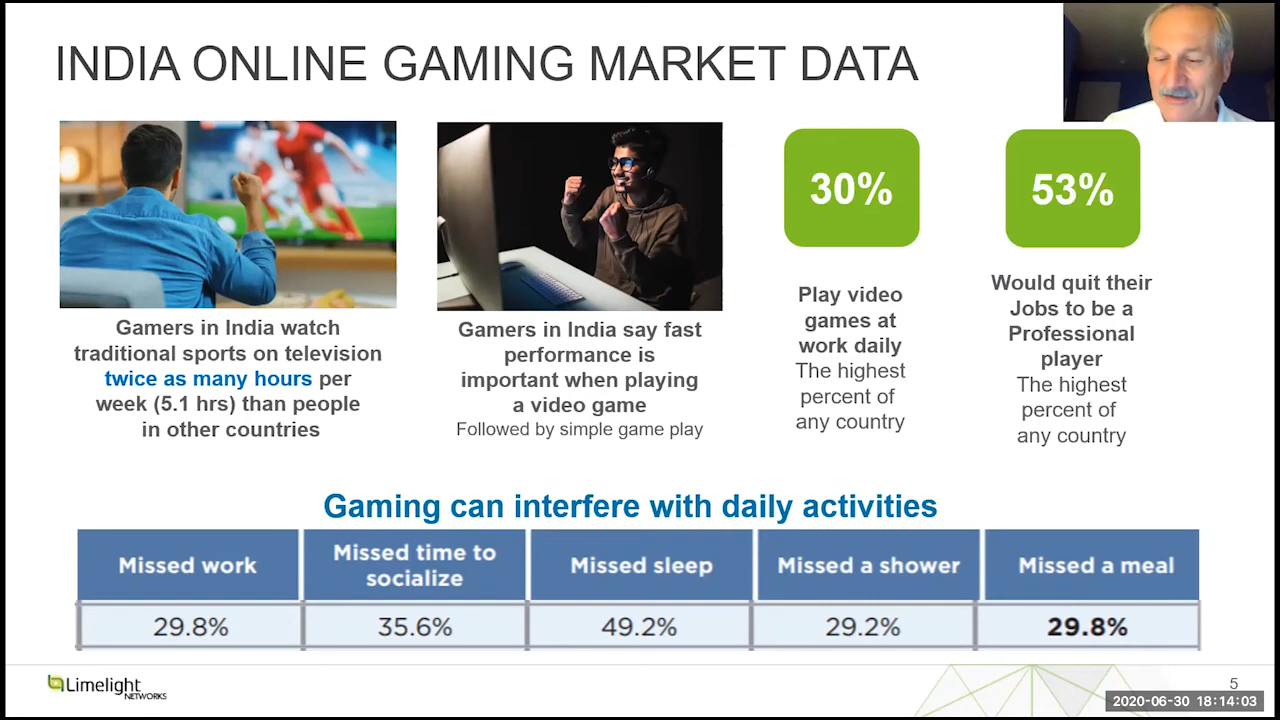 INDIA ONLINE GAMING MARKET DATA
Gamers in India watch
traditional sports on television
twice as many hours per
week (5.1 hrs) than people
in other countries
Gamers in India say fast
performance is
important when playing
a video game
Followed by simple game play
30%
Play video
games at
work daily
The highest
percent of
any country
53%
Would quit their
Jobs to be a
Professional
player
The highest
percent of
any country
Gaming can interfere with daily activities
Missed work
Missed time to
socialize
Missed sleep
Missed a shower
Missed a meal
29.8%
35.6%
49.2%
29.2%
29.8%
Limelight
NETWORKS
5
2020-06-30 18:14:03